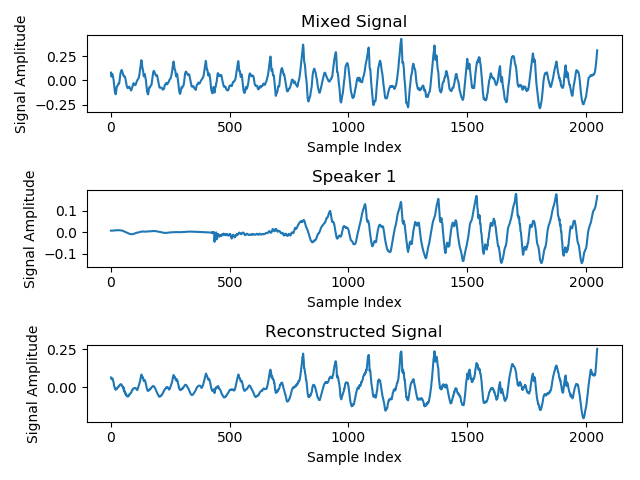 Mixed Signal
Signal Amplitude
0.25
0.00
−0.25
0 500 1000 1500 2000
Sample Index
Speaker 1
Signal Amplitude
0.1
0.0
−0.1
0 500 1000 1500 2000
Sample Index
Reconstructed Signal
Signal Amplitude
0.25
0.00
0 500 1000 1500 2000
Sample Index